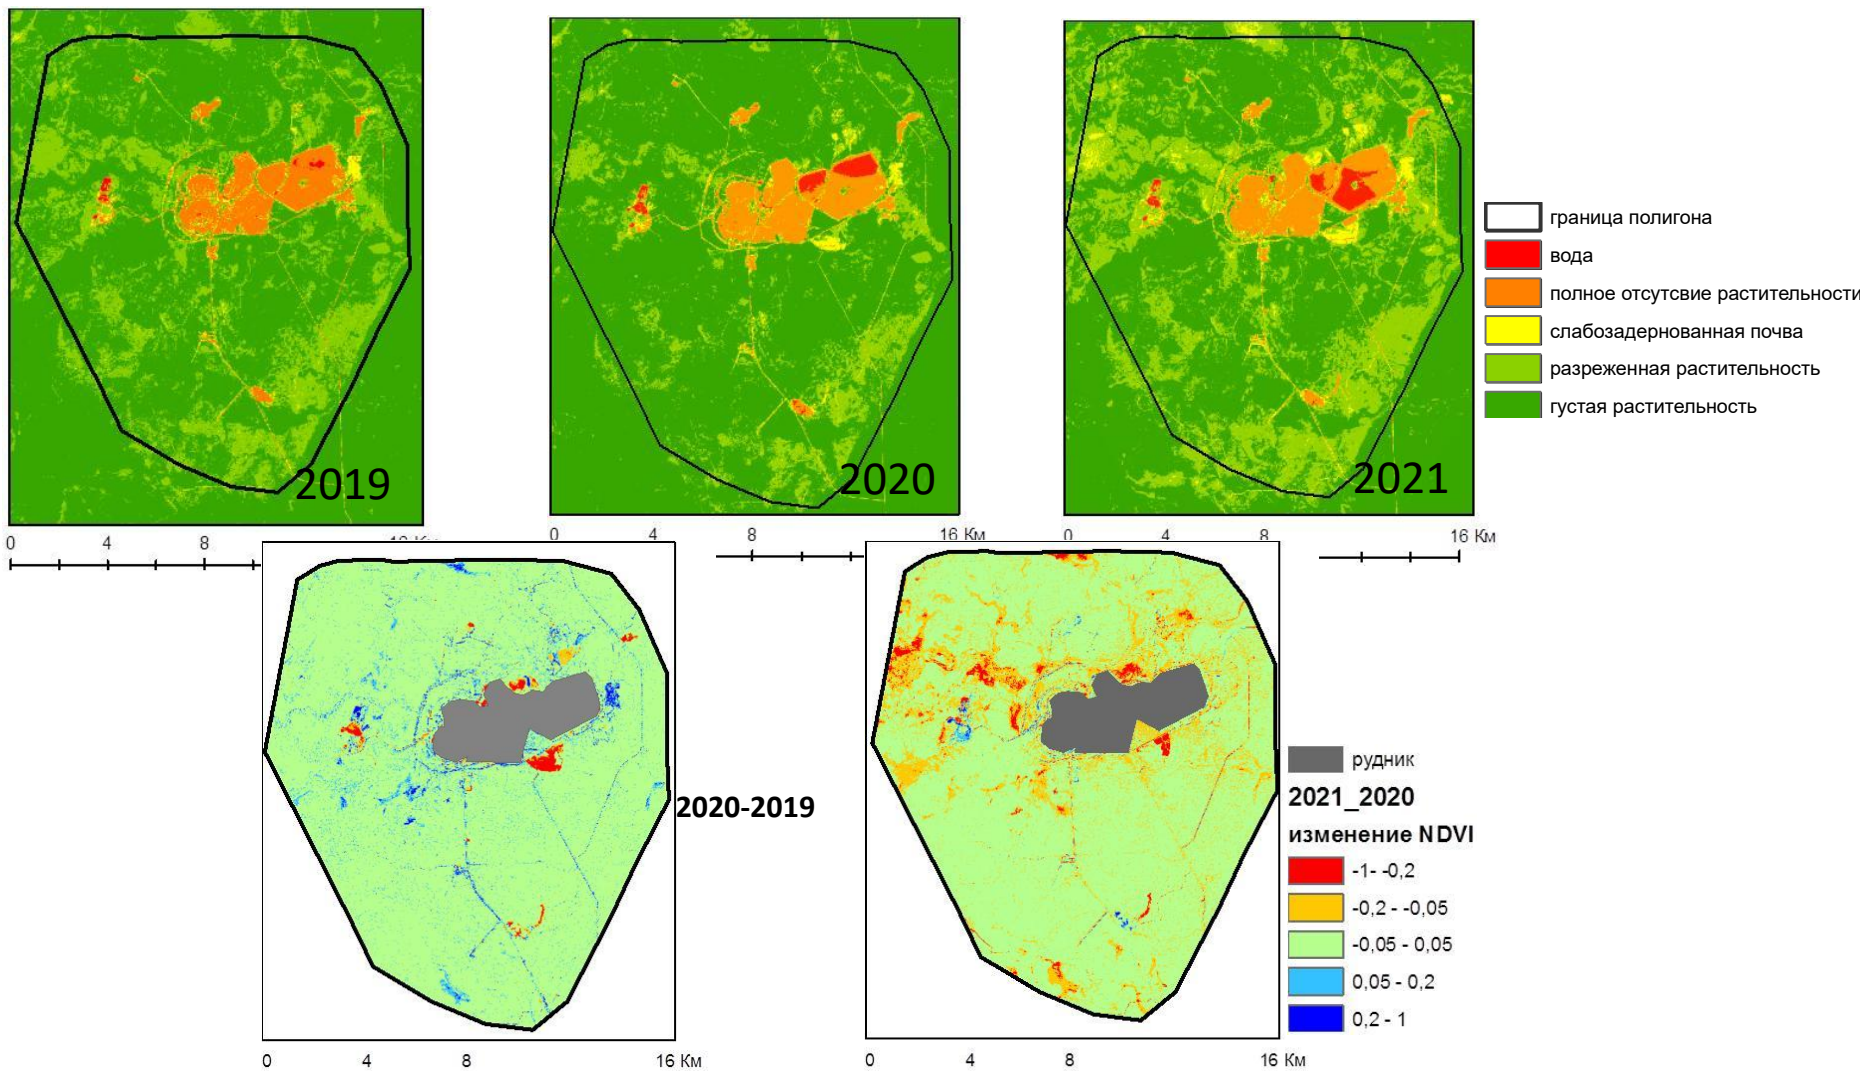 2019
2020
2021
граница полигона
вода
полное отсутсвие растительности
слабозадернованная почва
разреженная растительность
густая растительность
0 4 8
0 4 8 16 Км
0 4 8 16 Км
2020-2019
рудник
2021_2020
изменение NDVI
-1- -0,2
-0,2 - -0,05
-0,05 - 0,05
0,05 - 0,2
0,2 - 1
0 4 8 16 Км
0 4 8 16 Км